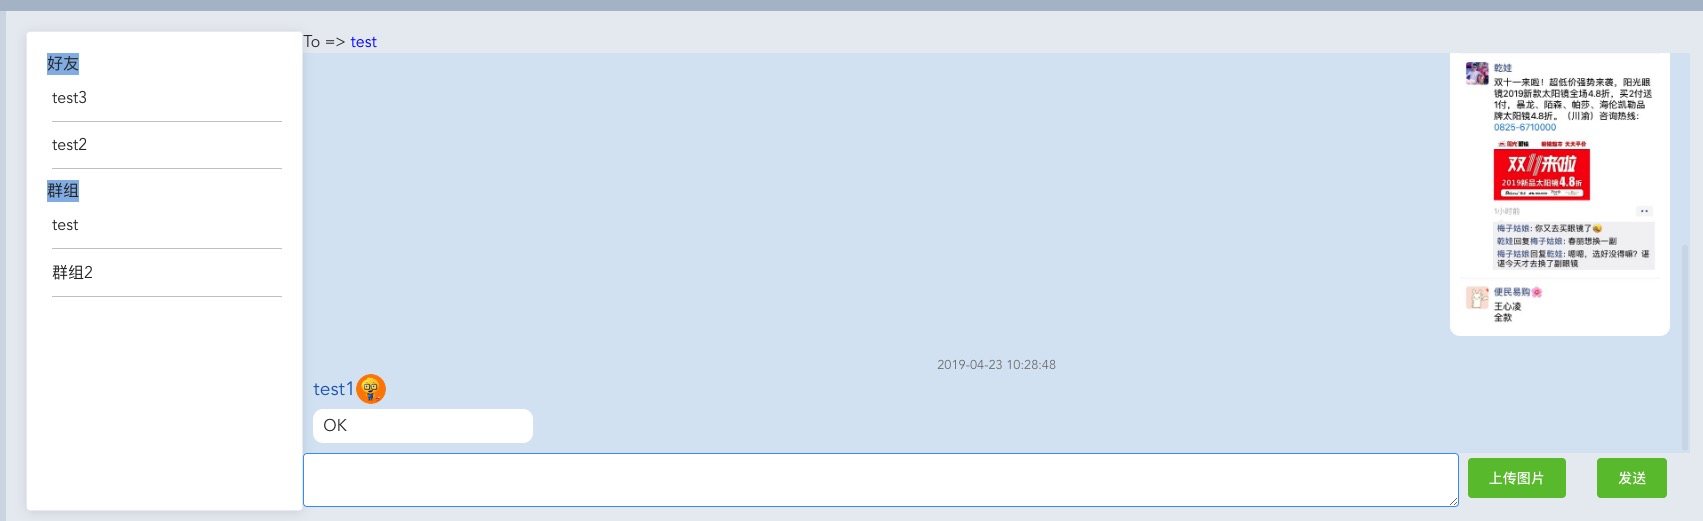 好友
test3
test2
群组
test
群组2
To => test
乾娃
双十一来啦！超低价强势来袭，阳光眼
镜2019新款太阳镜全场4.8折，买2付送
1付，暴龙、陌森、帕莎、海伦凯勒品
牌太阳镜4.8折。（川渝）咨询热线：
0825-6710000
双11来啦
2019新品太阳镜4.8折
1小时前
梅子姑娘: 你又去买眼镜了
乾娃回复梅子姑娘: 春丽想换一副
梅子姑娘回复乾娃: 嗯嗯，选好没得嘛？谌
谌今天才去换了副眼镜
便民易购
王心凌
全款
2019-04-23 10:28:48
test1
OK
上传图片
发送